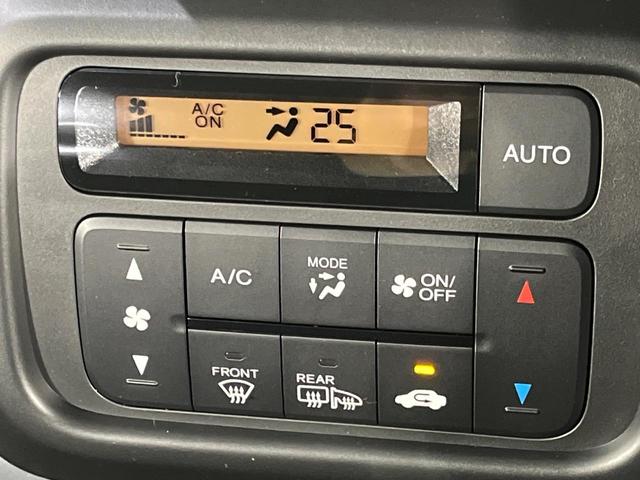 A/C
ON
25
AUTO
A/C
MODE
ON/
OFF
FRONT
REAR